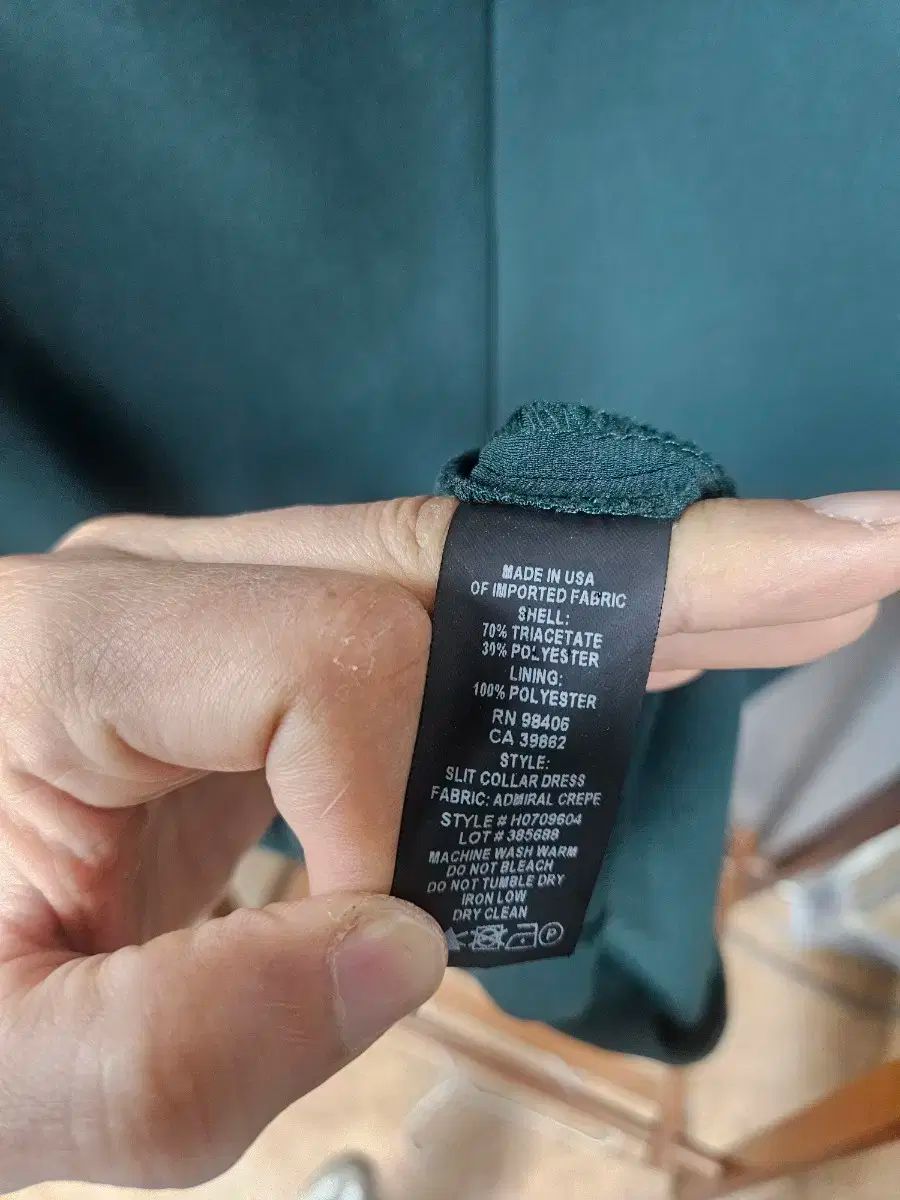 MADE IN USA
OF IMPORTED FABRIC
SHELL:
70% TRIACETATE
30% POLYESTER
LINING:
100% POLYESTER
RN 98406
CA 39862
STYLE:
SLIT COLLAR DRESS
FABRIC: ADMIRAL CREPE
STYLE # H0709604
LOT # 385688
MACHINE WASH WARM
DO NOT BLEACH
DO NOT TUMBLE DRY
IRON LOW
DRY CLEAN
P